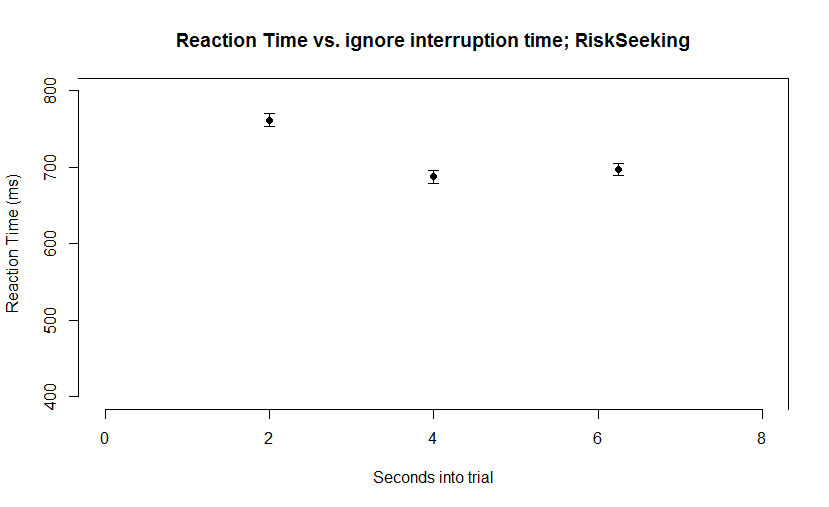 Reaction Time vs. ignore interruption time; RiskSeeking
Reaction Time (ms)
800
700
600
500
400
0 2 4 6 8
Seconds into trial